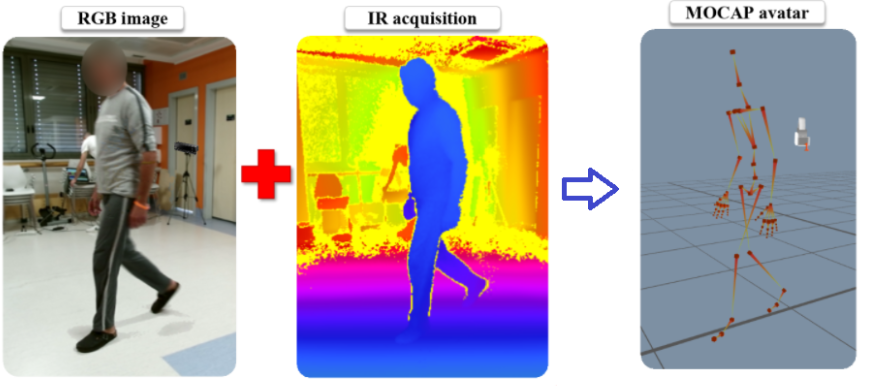 RGB image
IR acquisition
MOCAP avatar